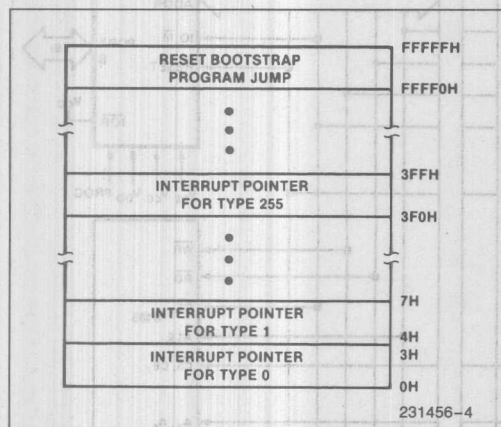 FFFFFH
RESET BOOTSTRAP
PROGRAM JUMP
FFFF0H
3FFH
INTERRUPT POINTER
FOR TYPE 255
3F0H
7H
INTERRUPT POINTER
FOR TYPE 1
4H
3H
INTERRUPT POINTER
FOR TYPE 0
0H
231456-4